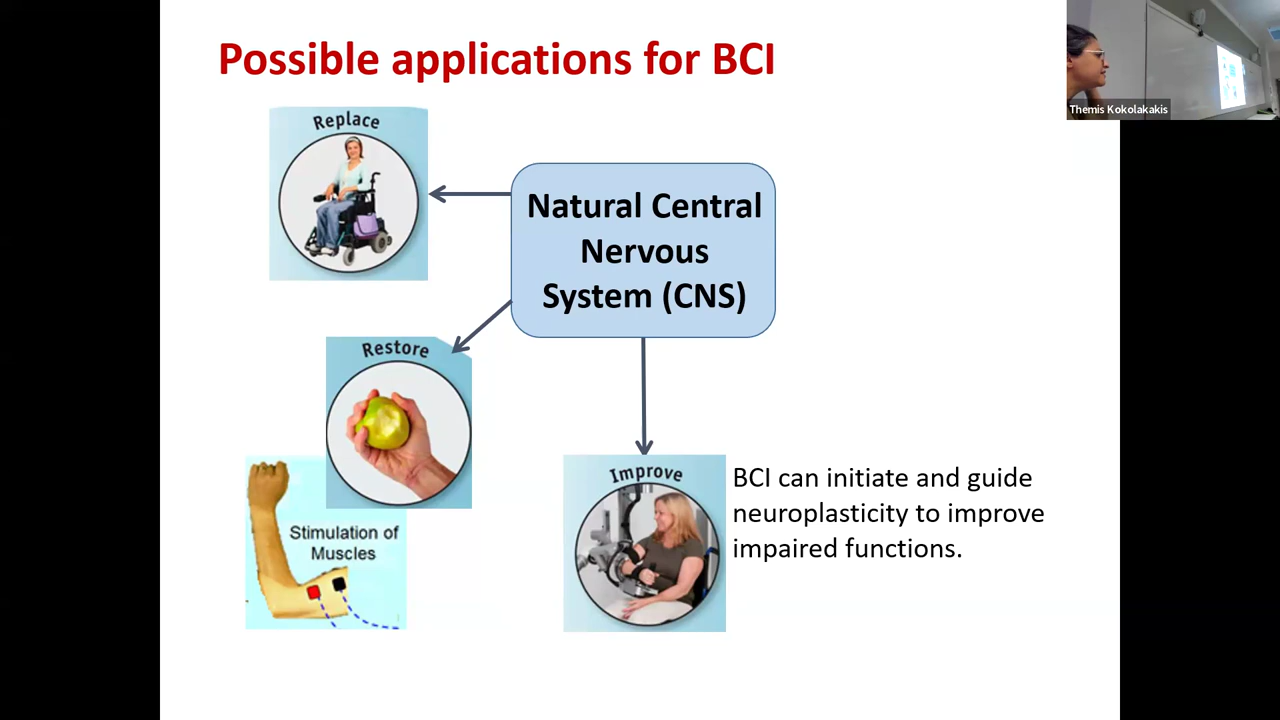 Possible applications for BCI
Themis Kokolakakis
Replace
Natural Central
Nervous
System (CNS)
Restore
Stimulation of
Muscles
Improve
BCI can initiate and guide
neuroplasticity to improve
impaired functions.